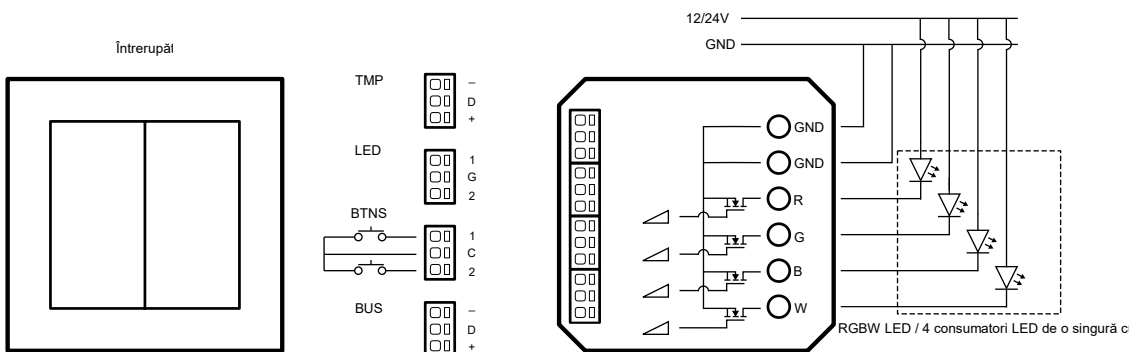 12/24V
GND
Întrerupăt
TMP
–
D
+
LED
1
G
2
BTNS
1
C
2
BUS
–
D
+
GND
GND
R
G
B
W
RGBW LED / 4 consumatori LED de o singură cu